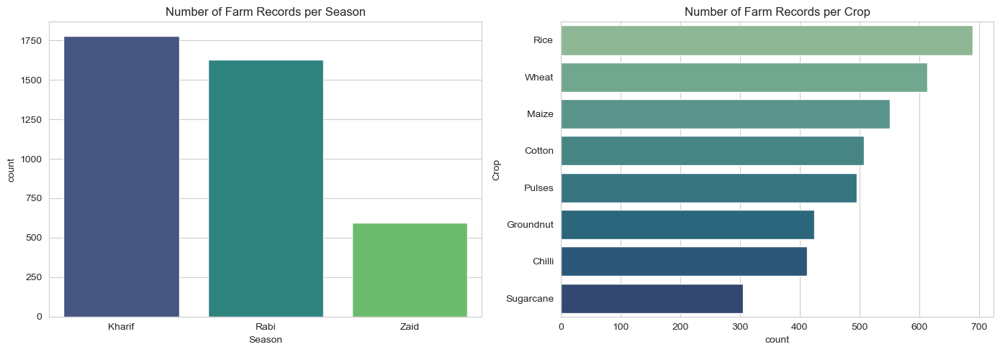 Number of Farm Records per Season
1750
1500
1250
1000
750
500
250
0
count
Kharif Rabi Zaid
Season
Number of Farm Records per Crop
Rice
Wheat
Maize
Cotton
Pulses
Groundnut
Chilli
Sugarcane
Crop
0 100 200 300 400 500 600 700
count